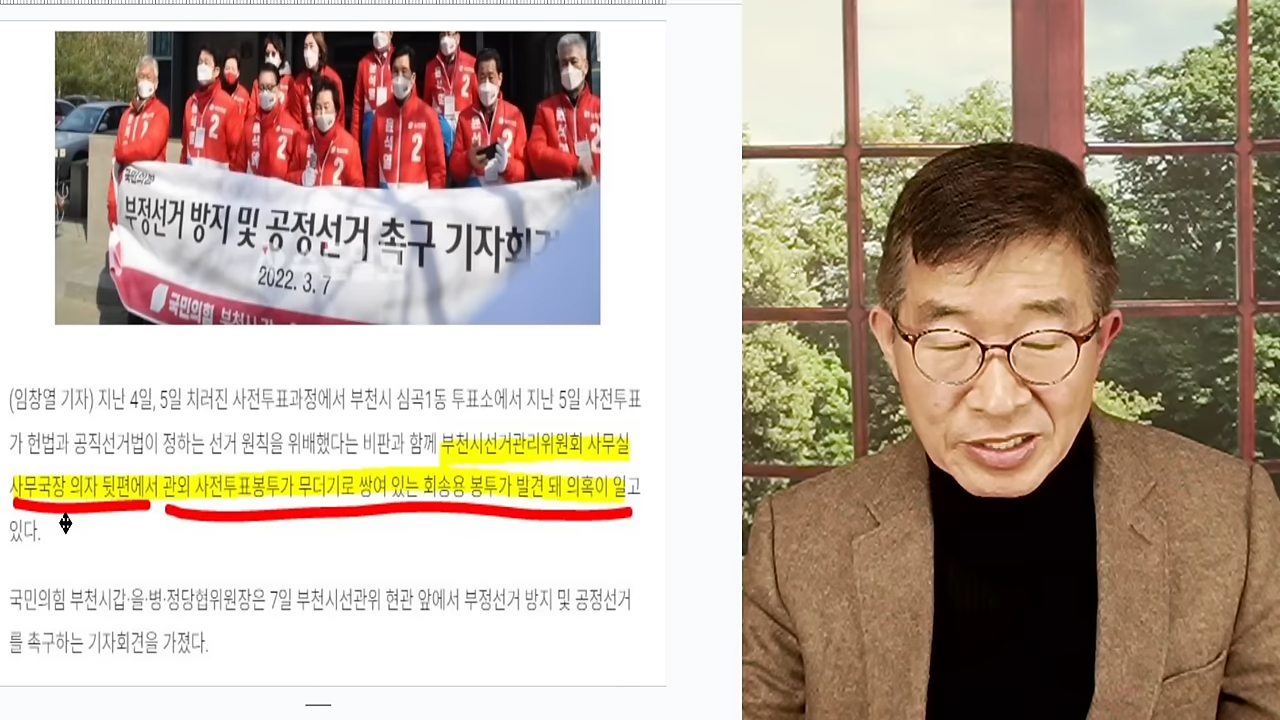 국민의힘
부정선거 방지 및 공정선거 촉구 기자회견
2022. 3. 7
국민의힘 부천시갑
(임창열 기자) 지난 4일, 5일 치러진 사전투표과정에서 부천시 심곡1동 투표소에서 지난 5일 사전투표
가 헌법과 공직선거법이 정하는 선거 원칙을 위배했다는 비판과 함께 부천시선거관리위원회 사무실
사무국장 의자 뒷편에서 관외 사전투표봉투가 무더기로 쌓여 있는 회송용 봉투가 발견 돼 의혹이 일고
있다.
국민의힘 부천시갑·을·병·정당협위원장은 7일 부천시선관위 현관 앞에서 부정선거 방지 및 공정선거
를 촉구하는 기자회견을 가졌다.